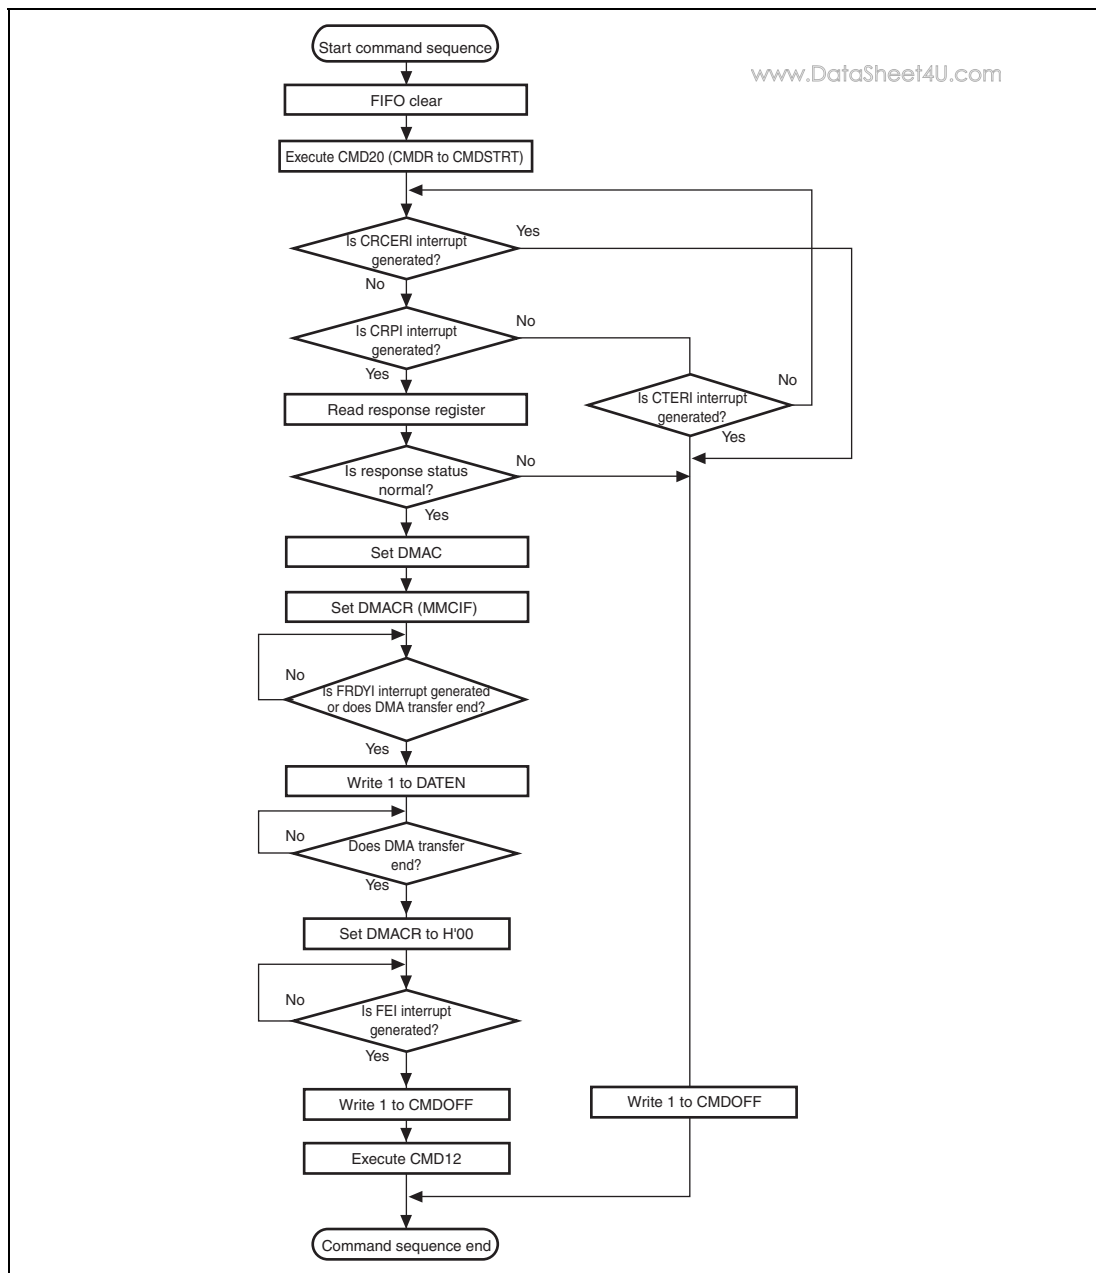 Start command sequence
www.DataSheet4U.com
FIFO clear
Execute CMD20 (CMDR to CMDSTRT)
Is CRCERI interrupt
generated?
Yes
No
Is CRPI interrupt
generated?
No
Yes
Is CTERI interrupt
generated?
No
Yes
Read response register
Is response status
normal?
No
Yes
Set DMAC
Set DMACR (MMCIF)
No
Is FRDYI interrupt generated
or does DMA transfer end?
Yes
Write 1 to DATEN
No
Does DMA transfer
end?
Yes
Set DMACR to H'00
No
Is FEI interrupt
generated?
Yes
Write 1 to CMDOFF
Write 1 to CMDOFF
Execute CMD12
Command sequence end